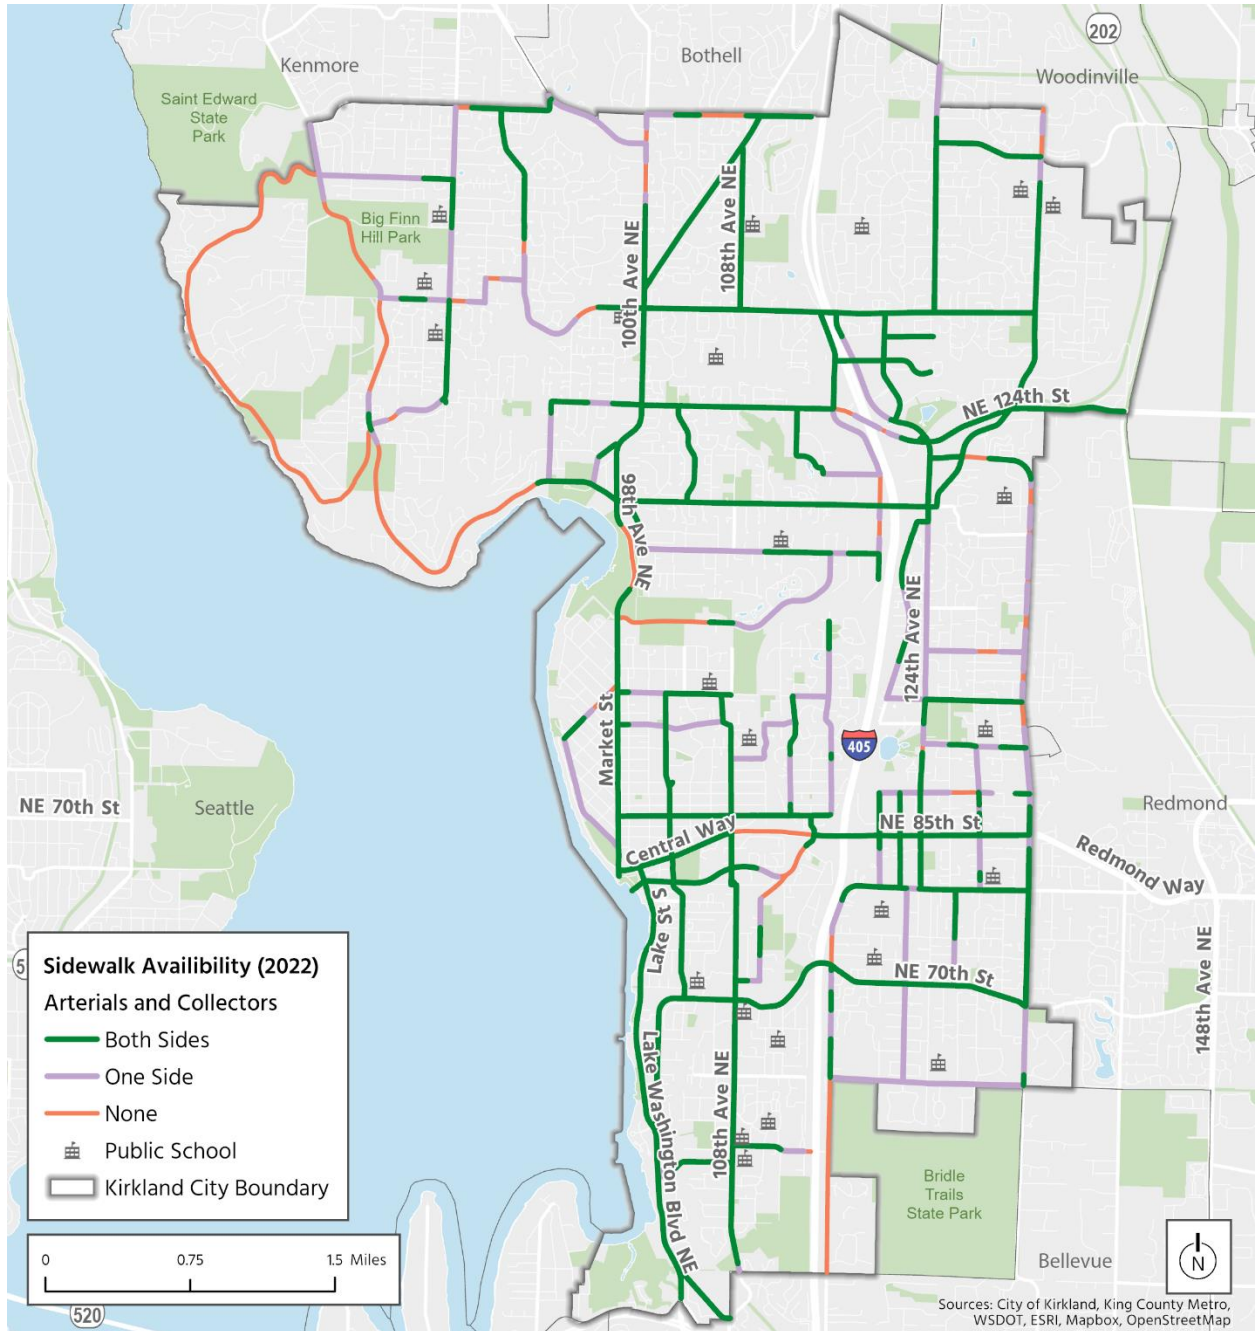 202
Kenmore
Bothell
Woodinville
Saint Edward
State
Park
Big Finn
Hill Park
100th Ave NE
108th Ave NE
NE 124th St
98th Ave NE
124th Ave NE
Market St
405
NE 70th St
Seattle
Redmond
NE 85th St
Central Way
Redmond Way
Lake St S
NE 70th St
148th Ave NE
Lake Washington Blvd NE
108th Ave NE
Bridle
Trails
State Park
Bellevue
5
Sidewalk Availibility (2022)
Arterials and Collectors
Both Sides
One Side
None
Public School
Kirkland City Boundary
0 0.75 1.5 Miles
520
N
Sources: City of Kirkland, King County Metro,
WSDOT, ESRI, Mapbox, OpenStreetMap